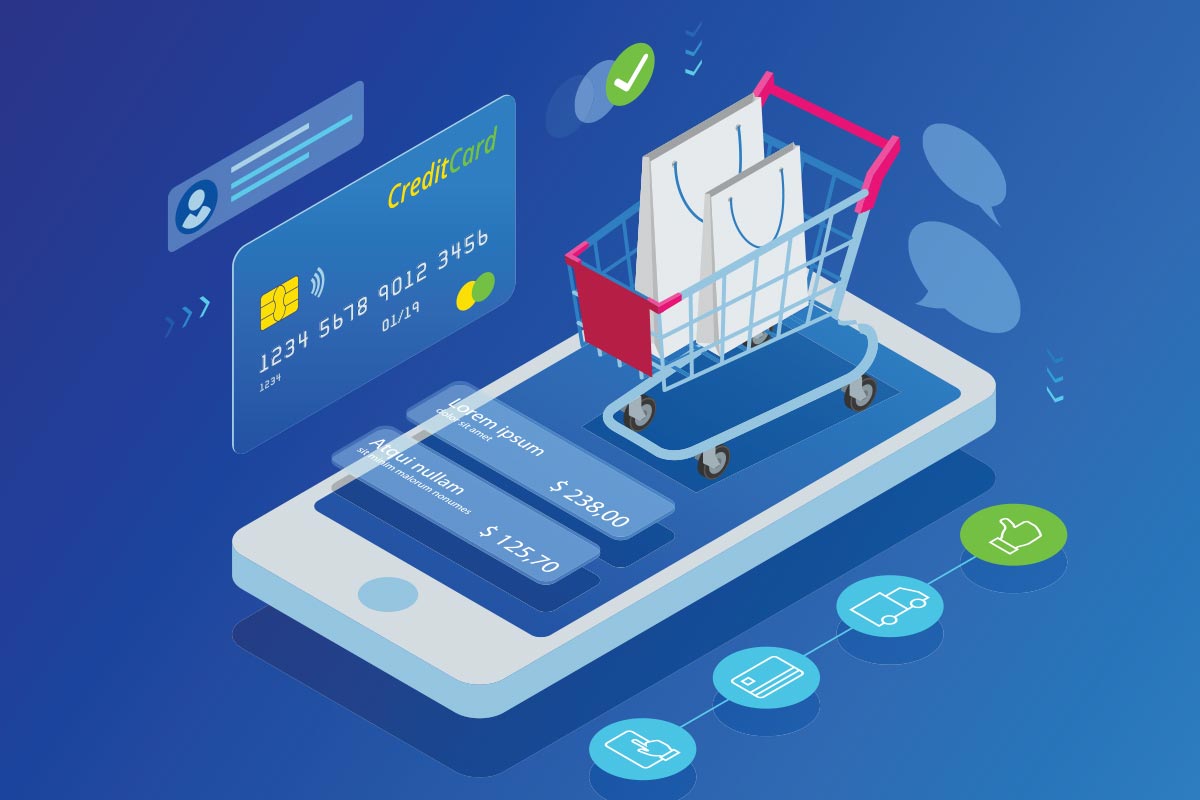 CreditCard
1234 5678 9012 3456
01/19
1234
Lorem ipsum
dolor sit amet
$ 238,00
Atqui nullam
sit minim malorum nonumes
$ 125,70